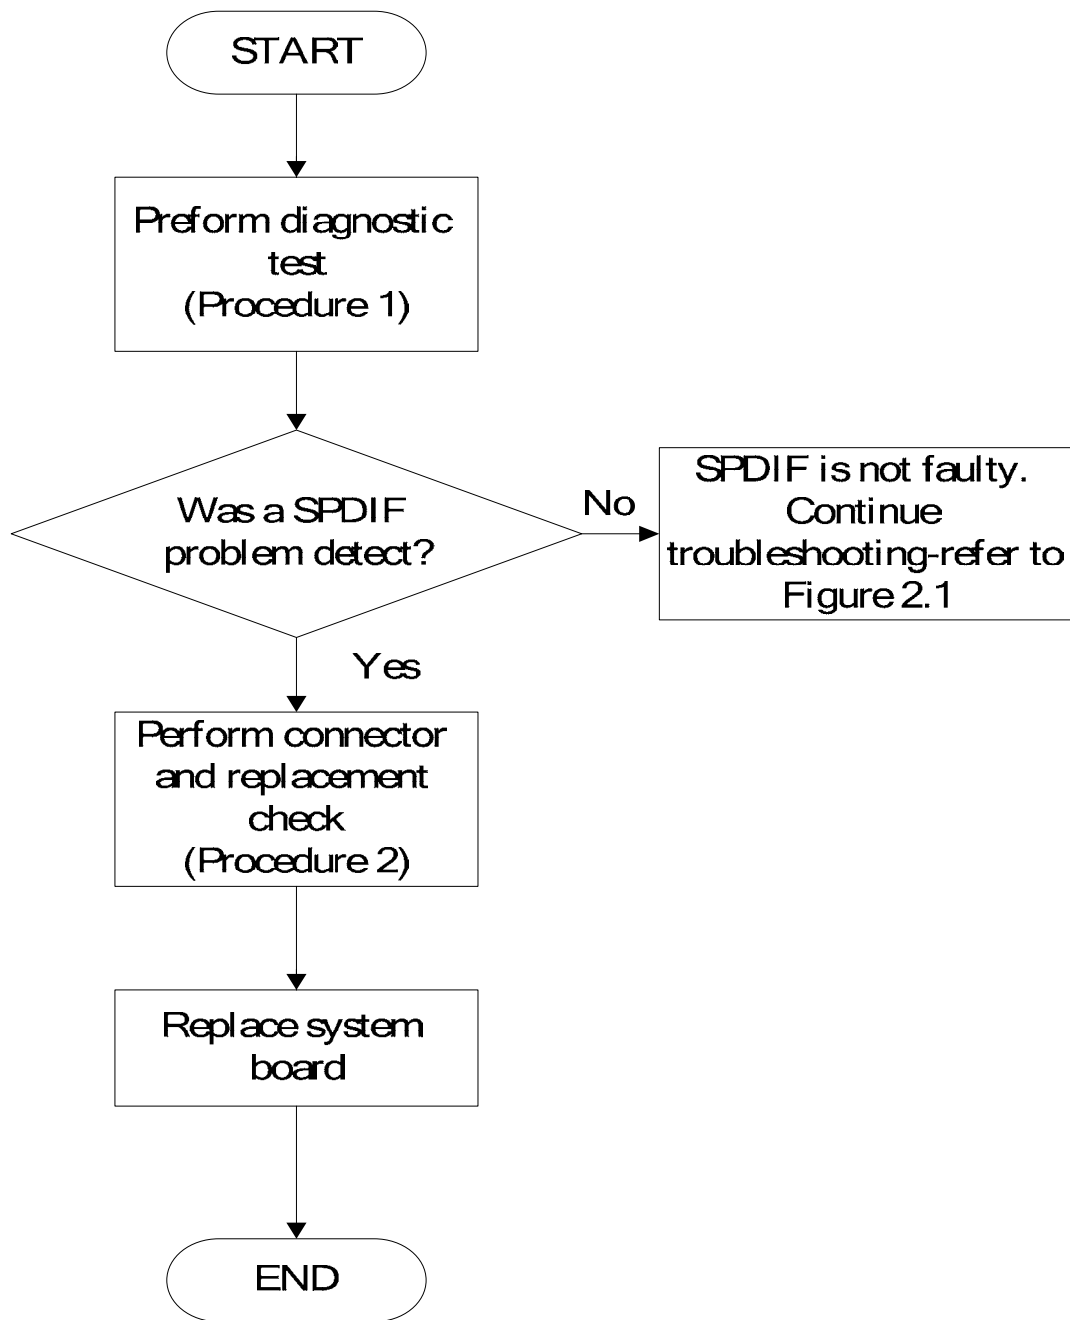 START
Preform diagnostic
test
(Procedure 1)
Was a SPDIF
problem detect?
No
SPDIF is not faulty.
Continue
troubleshooting-refer to
Figure 2.1
Yes
Perform connector
and replacement
check
(Procedure 2)
Replace system
board
END